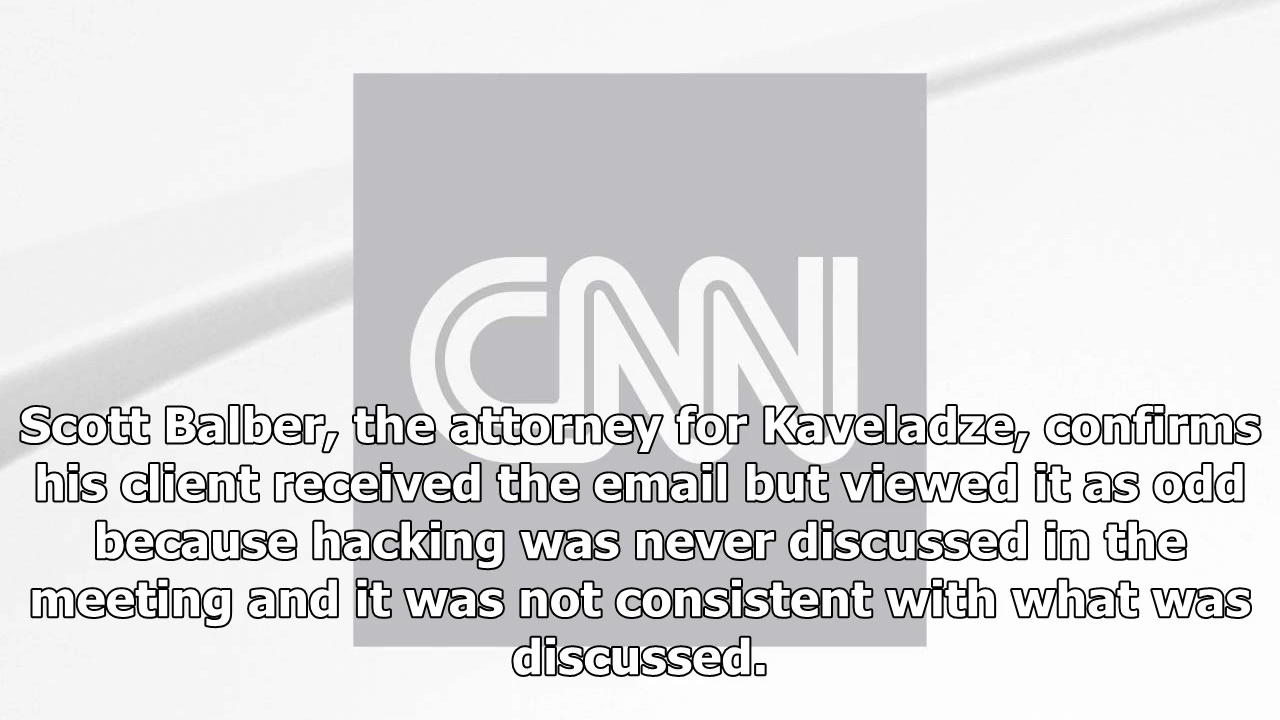 CNN
Scott Balber, the attorney for Kaveladze, confirms
his client received the email but viewed it as odd
because hacking was never discussed in the
meeting and it was not consistent with what was
discussed.